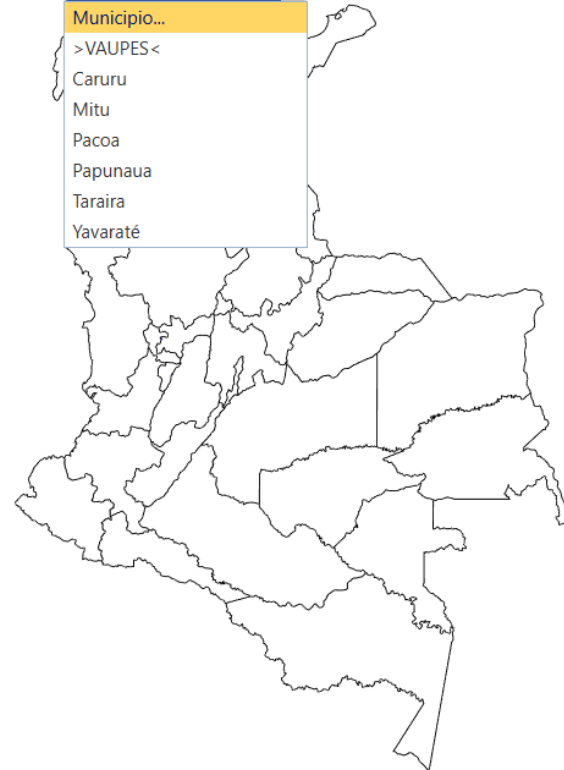 Municipio...
>VAUPES<
Caruru
Mitu
Pacoa
Papunaua
Taraira
Yavaraté